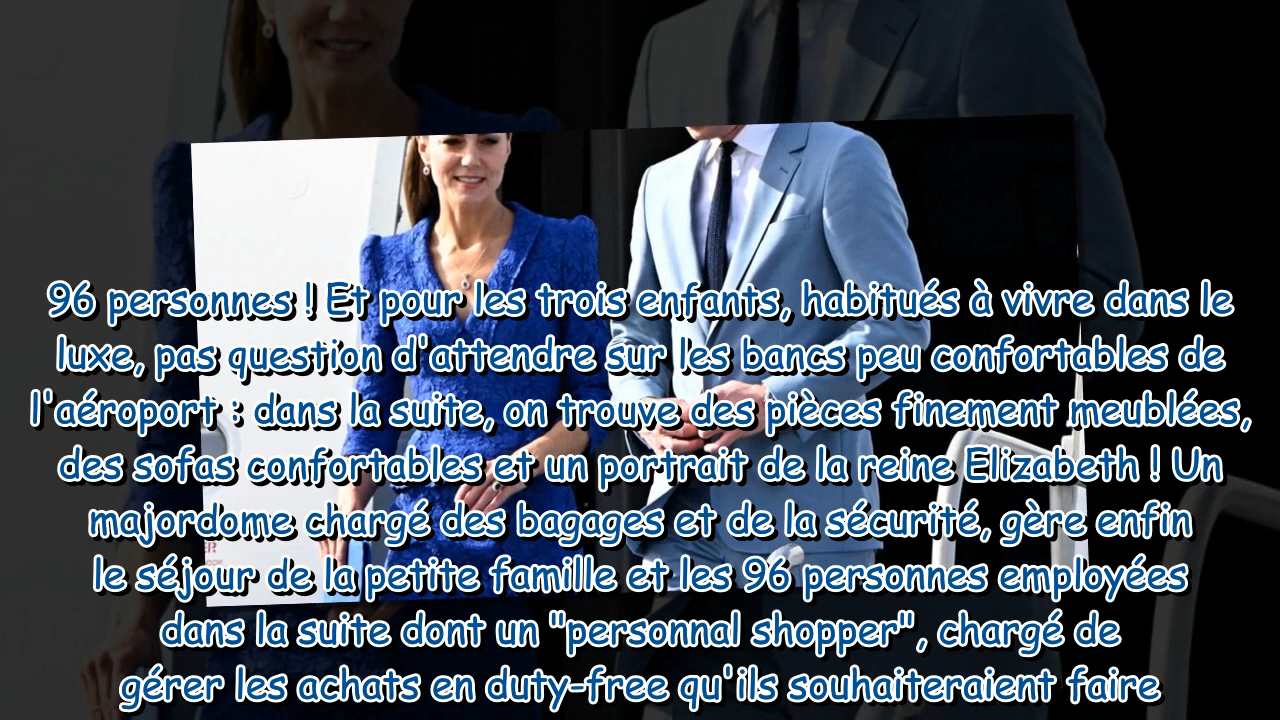 96 personnes ! Et pour les trois enfants, habitués à vivre dans le
luxe, pas question d'attendre sur les bancs peu confortables de
l'aéroport : dans la suite, on trouve des pièces finement meublées,
des sofas confortables et un portrait de la reine Elizabeth ! Un
majordome chargé des bagages et de la sécurité, gère enfin
le séjour de la petite famille et les 96 personnes employées
dans la suite dont un "personnal shopper", chargé de
gérer les achats en duty-free qu'ils souhaiteraient faire